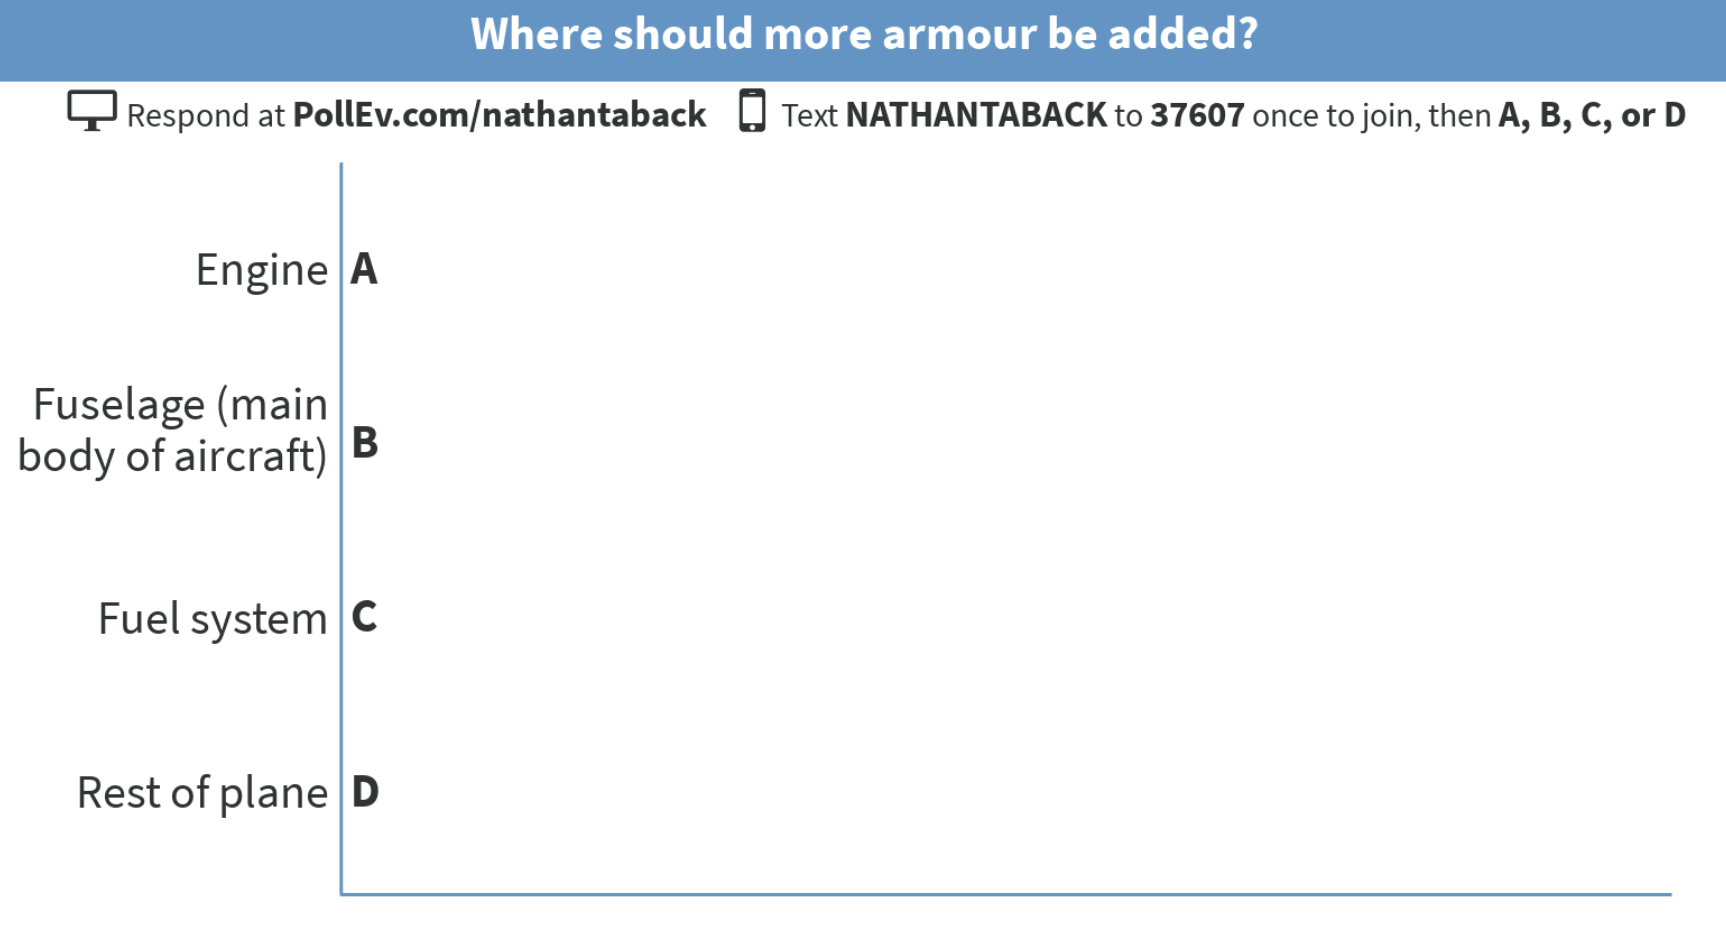 Where should more armour be added?
Respond at PollEv.com/nathantaback Text NATHANTABACK to 37607 once to join, then A, B, C, or D
Engine A
Fuselage (main
body of aircraft) B
Fuel system C
Rest of plane D